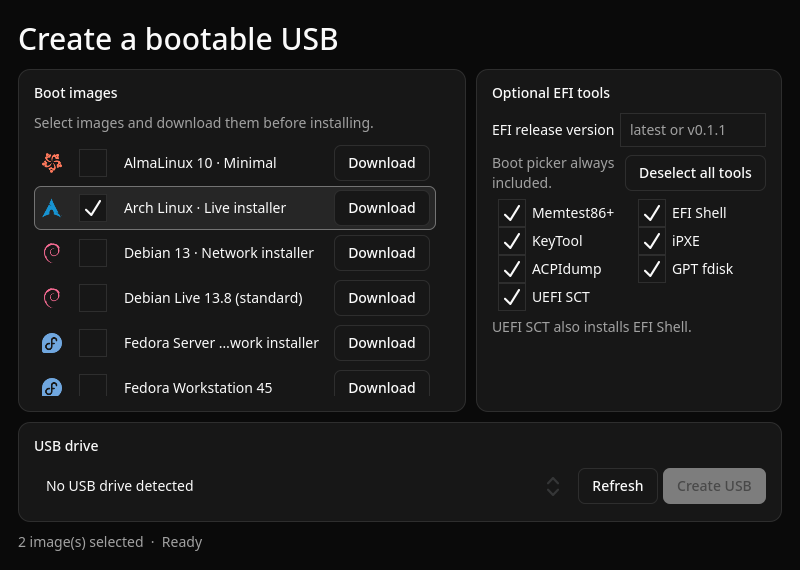 Create a bootable USB
Boot images
Select images and download them before installing.
AlmaLinux 10 · Minimal Download
Arch Linux · Live installer Download
Debian 13 · Network installer Download
Debian Live 13.8 (standard) Download
Fedora Server ...work installer Download
Fedora Workstation 45 Download
Optional EFI tools
EFI release version latest or v0.1.1
Boot picker always
included.
Deselect all tools
Memtest86+ EFI Shell
KeyTool iPXE
ACPIdump GPT fdisk
UEFI SCT
UEFI SCT also installs EFI Shell.
USB drive
No USB drive detected Refresh Create USB
2 image(s) selected · Ready